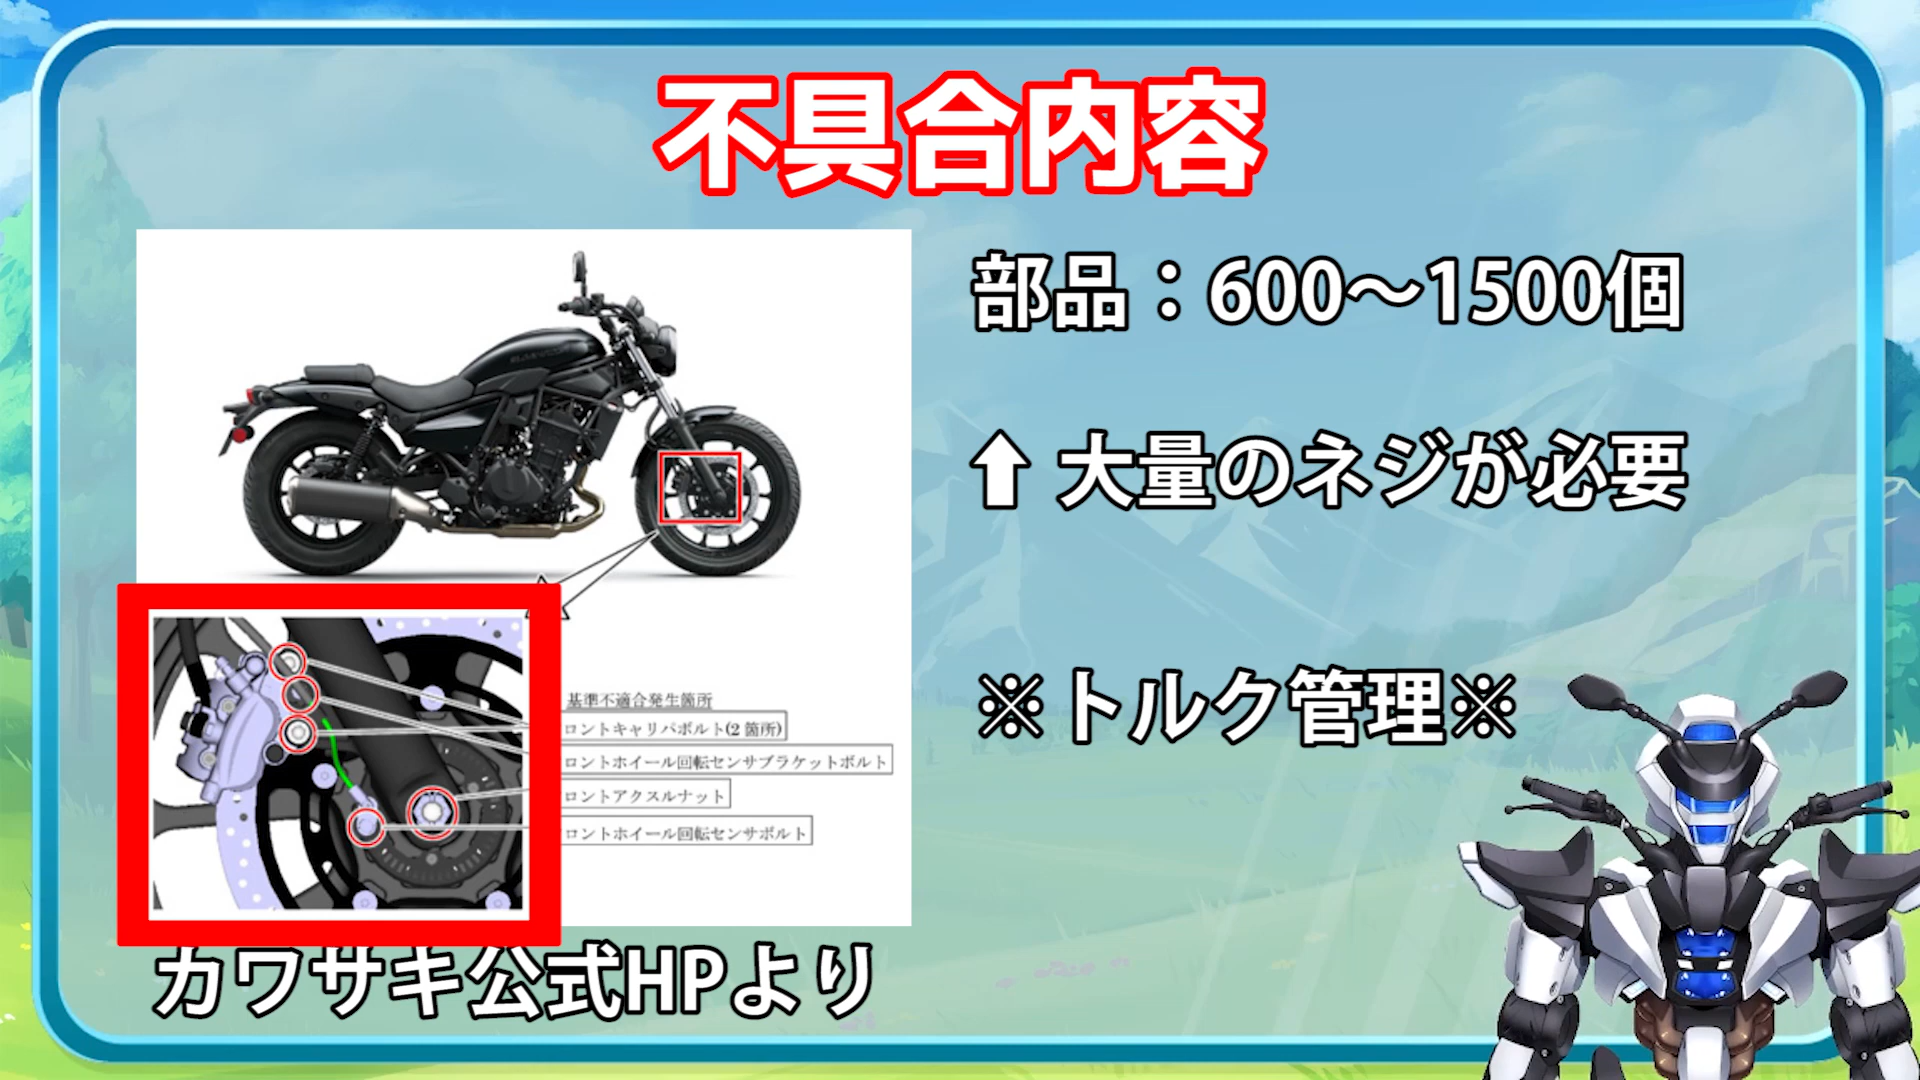 不具合内容
部品：600～1500個
⬆ 大量のネジが必要
※トルク管理※
基準不適合発生箇所
ロントキャリパボルト(2箇所)
ロントホイール回転センサブラケットボルト
ロントアクスルナット
ロントホイール回転センサボルト
カワサキ公式HPより